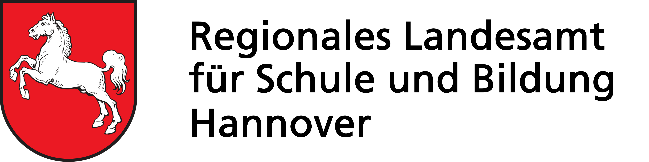 Regionales Landesamt
für Schule und Bildung
Hannover